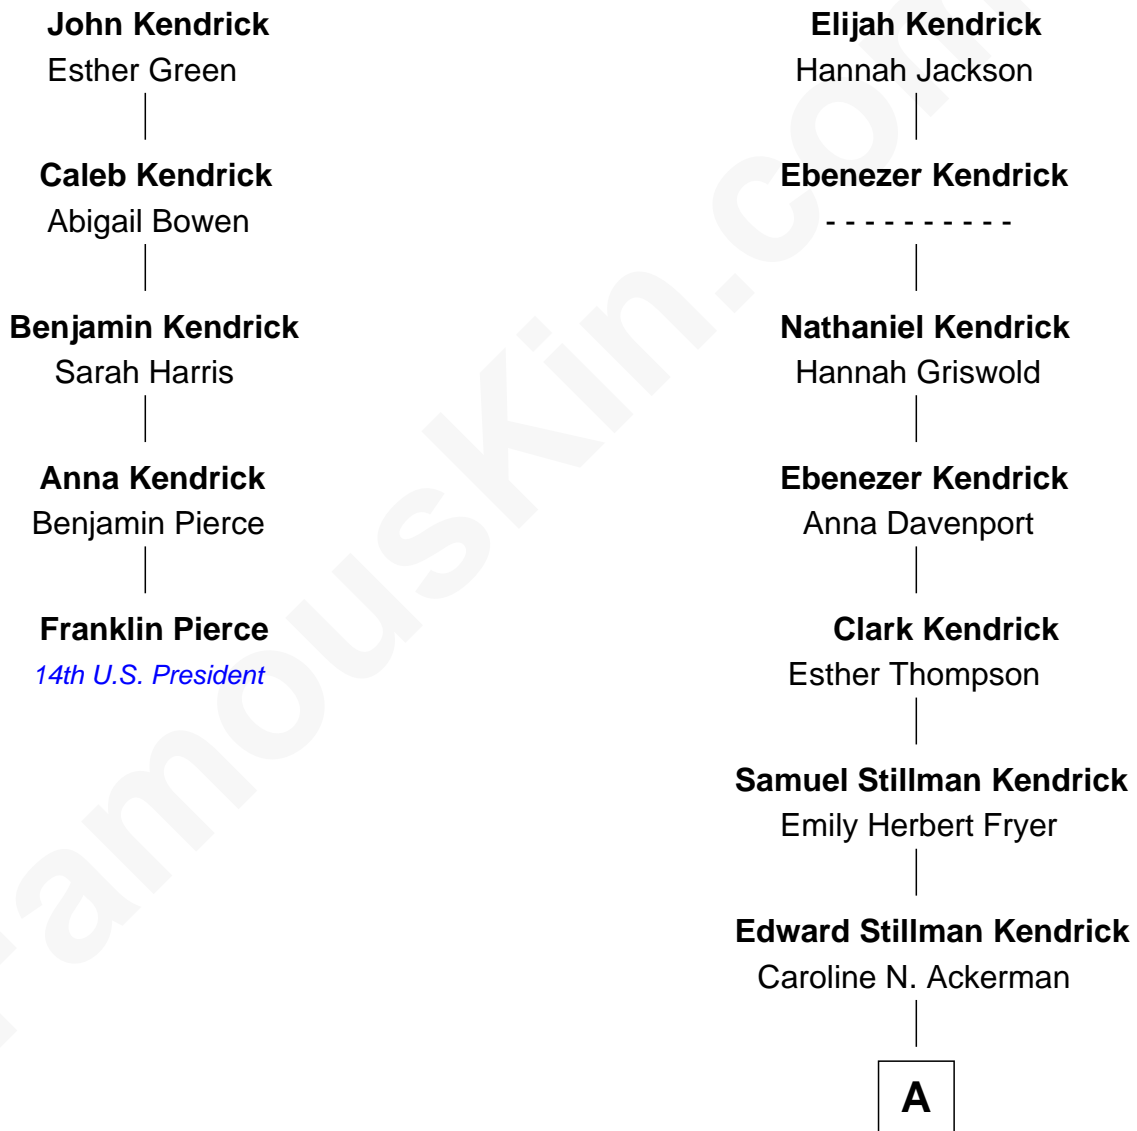 John Kendrick
Esther Green
Caleb Kendrick
Abigail Bowen
Benjamin Kendrick
Sarah Harris
Anna Kendrick
Benjamin Pierce
Franklin Pierce
14th U.S. President
Elijah Kendrick
Hannah Jackson
Ebenezer Kendrick
- - - - - - - - - -
Nathaniel Kendrick
Hannah Griswold
Ebenezer Kendrick
Anna Davenport
Clark Kendrick
Esther Thompson
Samuel Stillman Kendrick
Emily Herbert Fryer
Edward Stillman Kendrick
Caroline N. Ackerman
A
FamousKin.com